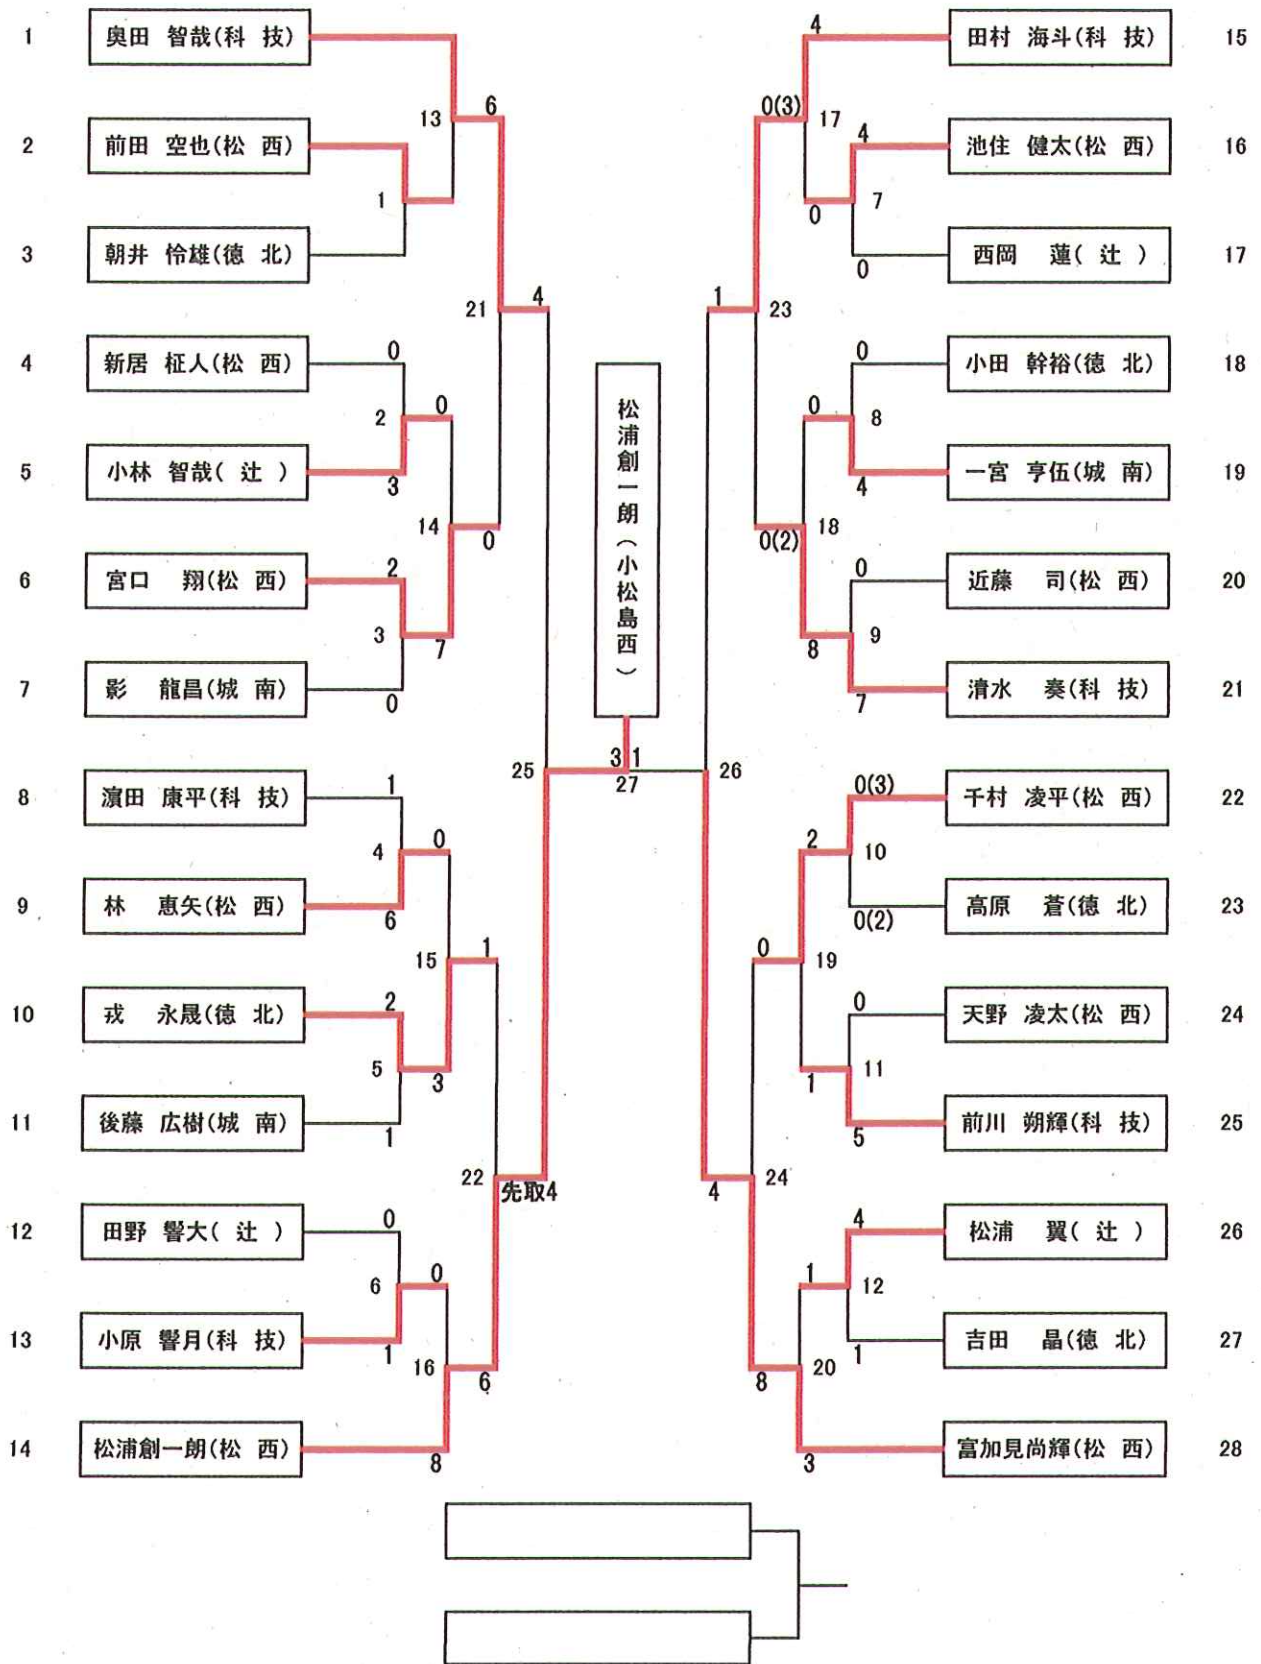 1 奥田 智哉(科 技)
2 前田 空也(松 西)
3 朝井 怜雄(徳 北)
4 新居 柾人(松 西)
5 小林 智哉( 辻 )
6 宮口 翔(松 西)
7 影 龍昌(城 南)
8 濵田 康平(科 技)
9 林 恵矢(松 西)
10 戎 永晟(徳 北)
11 後藤 広樹(城 南)
12 田野 響大( 辻 )
13 小原 響月(科 技)
14 松浦創一朗(松 西)
13
6
1
21
4
0
2
0
3
14
0
2
3
7
0
1
4
0
6
15
1
2
5
3
1
22
先取4
0
6
0
1
16
6
8
25
松浦創一朗(小松島西)
3
1
27
26
4
0(3)
17
4
0
7
0
1
23
0
0
8
4
0(2)
18
0
8
9
7
0(3)
2
10
0(2)
0
19
0
1
11
5
4
24
4
1
12
1
8
20
3
田村 海斗(科 技) 15
池住 健太(松 西) 16
西岡 蓮( 辻 ) 17
小田 幹裕(徳 北) 18
一宮 亨伍(城 南) 19
近藤 司(松 西) 20
清水 奏(科 技) 21
千村 凌平(松 西) 22
高原 蒼(徳 北) 23
天野 凌太(松 西) 24
前川 朔輝(科 技) 25
松浦 翼( 辻 ) 26
吉田 晶(徳 北) 27
富加見尚輝(松 西) 28